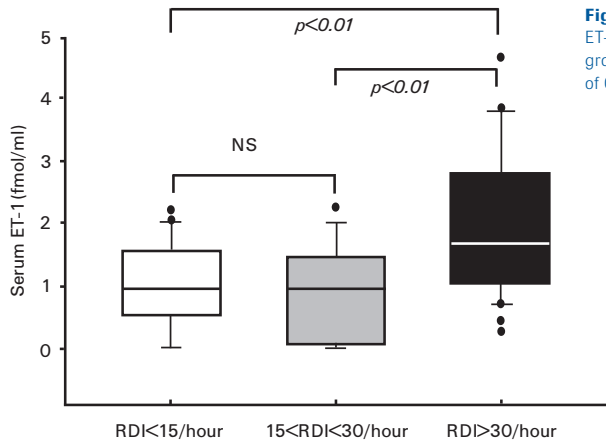 Fig
ET-
gro
of
p<0.01
p<0.01
NS
Serum ET-1 (fmol/ml)
5
4
3
2
1
0
RDI<15/hour
15<RDI<30/hour
RDI>30/hour